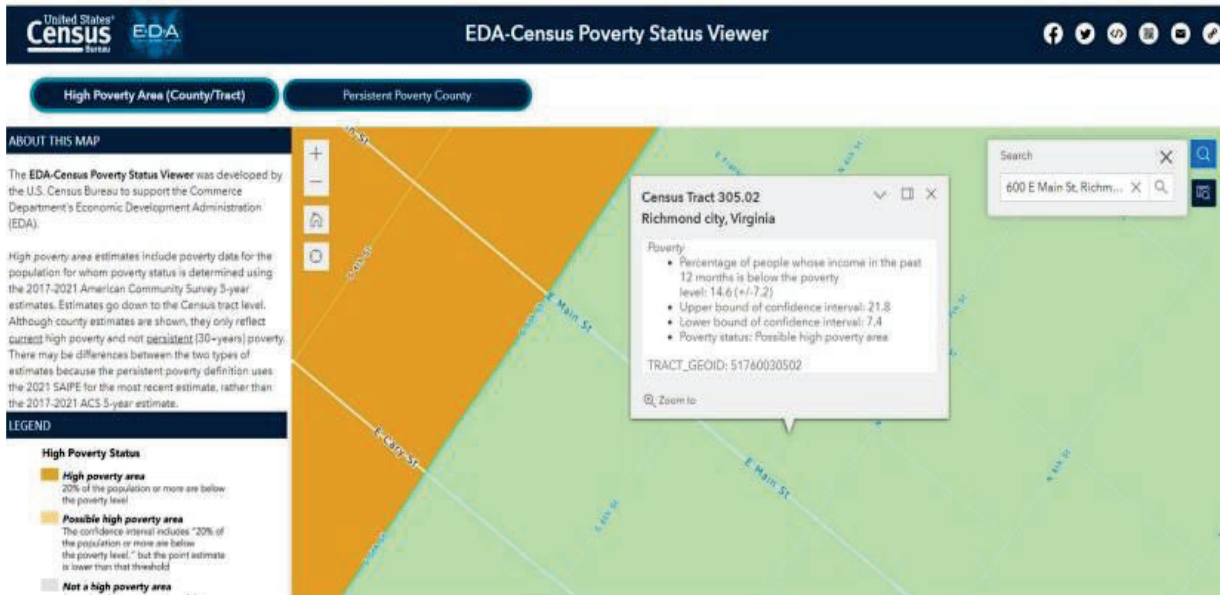 United States®
Census
Bureau
EDA
EDA-Census Poverty Status Viewer
High Poverty Area (County/Tract)
Persistent Poverty County
ABOUT THIS MAP
The EDA-Census Poverty Status Viewer was developed by
the U.S. Census Bureau to support the Commerce
Department's Economic Development Administration
(EDA).
High poverty area estimates include poverty data for the
population for whom poverty status is determined using
the 2017-2021 American Community Survey 5-year
estimates. Estimates go down to the Census tract level.
Although county estimates are shown, they only reflect
current high poverty and not persistent (30+years) poverty.
There may be differences between the two types of
estimates because the persistent poverty definition uses
the 2021 SAIPE for the most recent estimate, rather than
the 2017-2021 ACS 5-year estimate.
LEGEND
High Poverty Status
High poverty area
20% of the population or more are below
the poverty level
Possible high poverty area
The confidence interval includes "20% of
the population or more are below
the poverty level." but the point estimate
is lower than that threshold
Not a high poverty area
Search
600 E Main St, Richm...
Census Tract 305.02
Richmond city, Virginia
Poverty
• Percentage of people whose income in the past
12 months is below the poverty
level: 14.6 (+/-7.2)
• Upper bound of confidence interval: 21.8
• Lower bound of confidence interval: 7.4
• Poverty status: Possible high poverty area
TRACT_GEOID: 51760030502
Zoom to
S 4th St
E Main St
E Cary St
E Main St
S 6th St
N 6th St